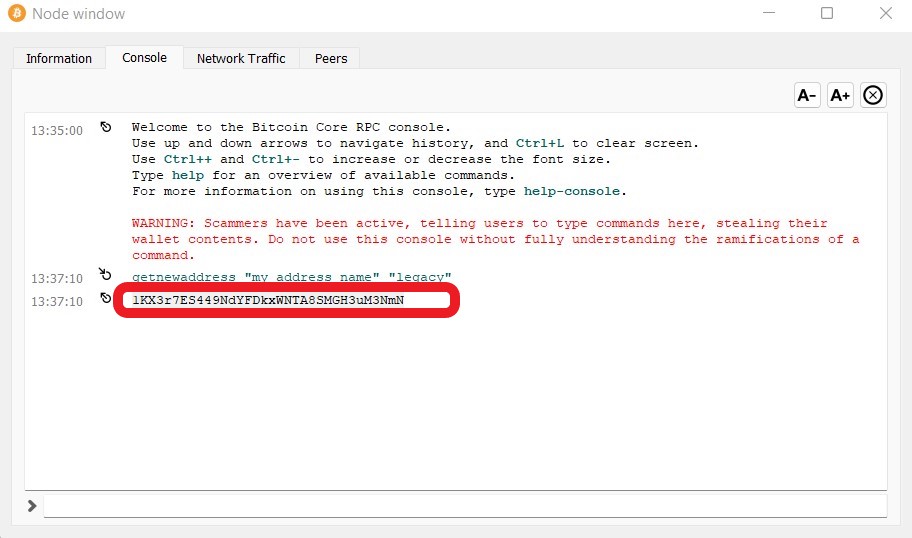 Node window
Information Console Network Traffic Peers
A- A+
13:35:00 Welcome to the Bitcoin Core RPC console.
Use up and down arrows to navigate history, and Ctrl+L to clear screen.
Use Ctrl++ and Ctrl+- to increase or decrease the font size.
Type help for an overview of available commands.
For more information on using this console, type help-console.
WARNING: Scammers have been active, telling users to type commands here, stealing their
wallet contents. Do not use this console without fully understanding the ramifications of a
command.
13:37:10 getnewaddress "my address name" "legacy"
13:37:10 1KX3r7ES449NdYFDkxWNTA8SMGH3uM3NmN